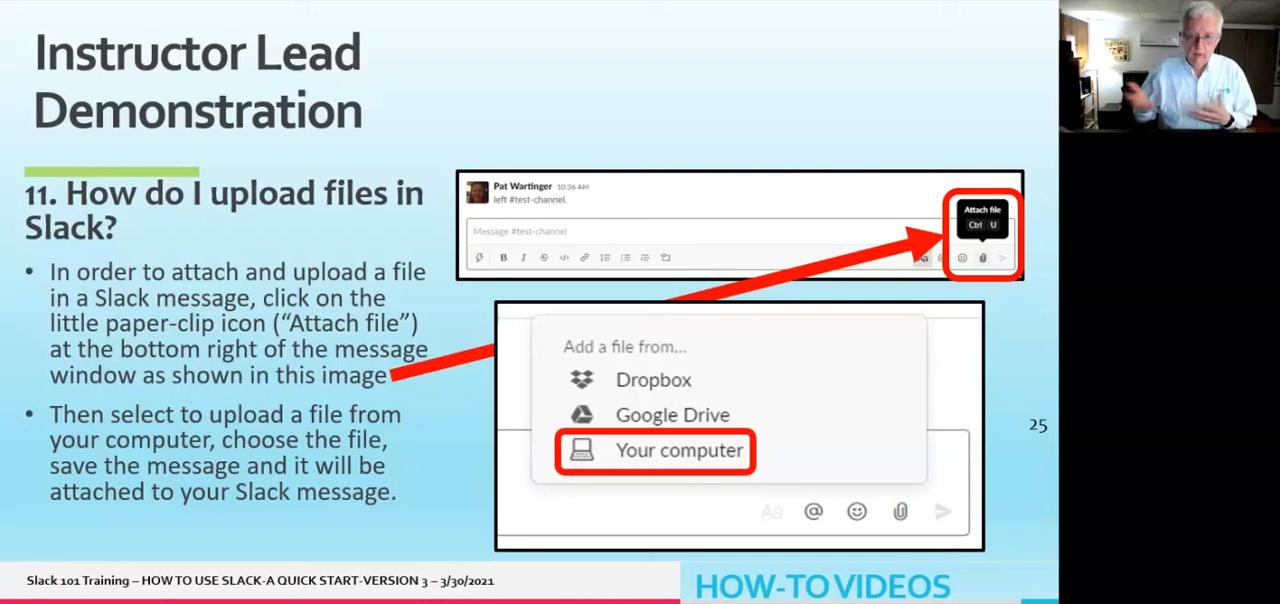 Instructor Lead
Demonstration
11. How do I upload files in
Slack?
• In order to attach and upload a file
in a Slack message, click on the
little paper-clip icon (“Attach file”)
at the bottom right of the message
window as shown in this image
• Then select to upload a file from
your computer, choose the file,
save the message and it will be
attached to your Slack message.
Pat Wartinger 10:36 AM
left #test-channel.
Attach file
Ctrl U
Message #test-channel
B I S </>
Aa @
Add a file from...
Dropbox
Google Drive
Your computer
Aa @
25
Slack 101 Training – HOW TO USE SLACK-A QUICK START-VERSION 3 – 3/30/2021
HOW-TO VIDEOS